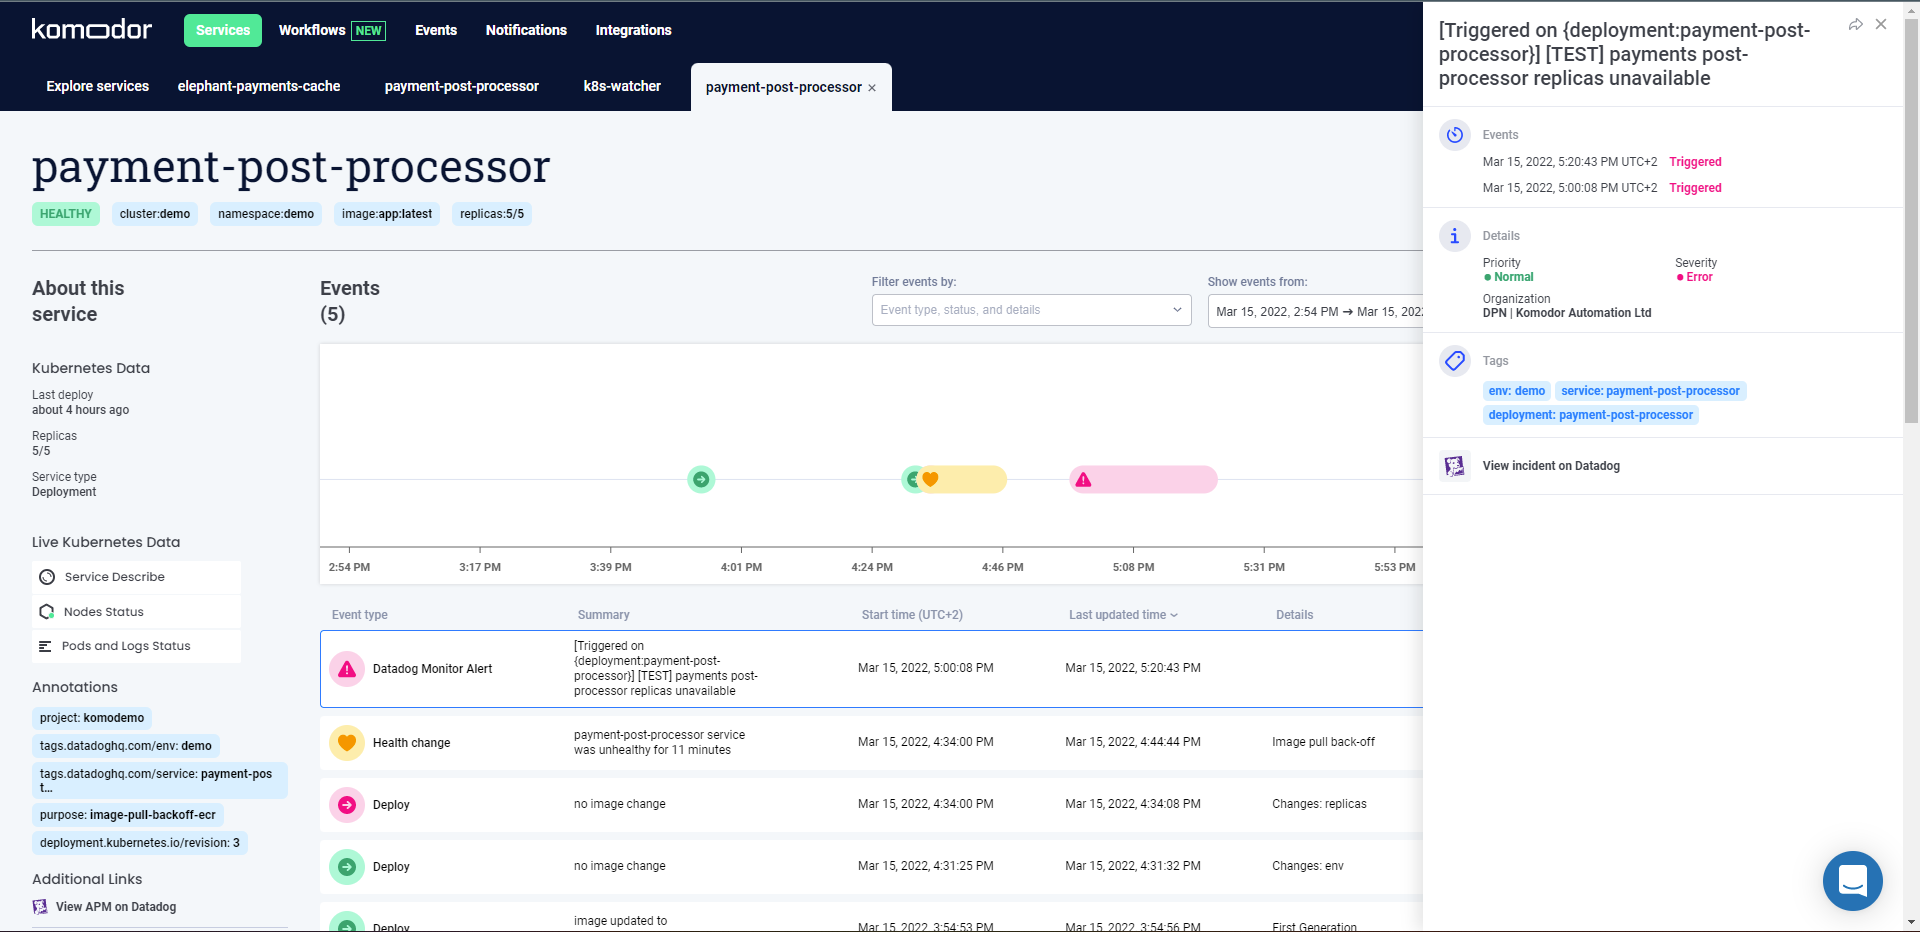 komodor
Services
Workflows NEW
Events
Notifications
Integrations
Explore services
elephant-payments-cache
payment-post-processor
k8s-watcher
payment-post-processor ×
payment-post-processor
HEALTHY
cluster:demo
namespace:demo
image:app:latest
replicas:5/5
About this
service
Kubernetes Data
Last deploy
about 4 hours ago
Replicas
5/5
Service type
Deployment
Live Kubernetes Data
Service Describe
Nodes Status
Pods and Logs Status
Annotations
project: komodemo
tags.datadoghq.com/env: demo
tags.datadoghq.com/service: payment-pos
t...
purpose: image-pull-backoff-ecr
deployment.kubernetes.io/revision: 3
Additional Links
View APM on Datadog
Events
(5)
Filter events by:
Event type, status, and details
Show events from:
Mar 15, 2022, 2:54 PM → Mar 15, 202
2:54 PM
3:17 PM
3:39 PM
4:01 PM
4:24 PM
4:46 PM
5:08 PM
5:31 PM
5:53 PM
Event type
Summary
Start time (UTC+2)
Last updated time
Details
Datadog Monitor Alert
[Triggered on
{deployment:payment-post-
processor}] [TEST] payments post-
processor replicas unavailable
Mar 15, 2022, 5:00:08 PM
Mar 15, 2022, 5:20:43 PM
Health change
payment-post-processor service
was unhealthy for 11 minutes
Mar 15, 2022, 4:34:00 PM
Mar 15, 2022, 4:44:44 PM
Image pull back-off
Deploy
no image change
Mar 15, 2022, 4:34:00 PM
Mar 15, 2022, 4:34:08 PM
Changes: replicas
Deploy
no image change
Mar 15, 2022, 4:31:25 PM
Mar 15, 2022, 4:31:32 PM
Changes: env
Deploy
image updated to
Mar 15, 2022, 3:54:53 PM
Mar 15, 2022, 3:54:56 PM
First Generation
[Triggered on {deployment:payment-post-
processor}] [TEST] payments post-
processor replicas unavailable
Events
Mar 15, 2022, 5:20:43 PM UTC+2 Triggered
Mar 15, 2022, 5:00:08 PM UTC+2 Triggered
Details
Priority
Normal
Severity
Error
Organization
DPN | Komodor Automation Ltd
Tags
env: demo
service: payment-post-processor
deployment: payment-post-processor
View incident on Datadog